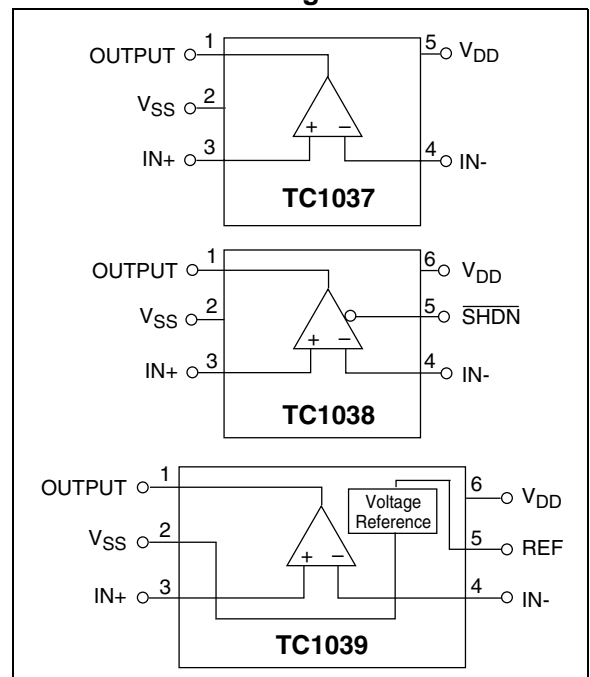 OUTPUT 1 5 VDD
VSS 2
+ −
IN+ 3 4 IN-
TC1037
OUTPUT 1 6 VDD
VSS 2 5 SHDN
+ −
IN+ 3 4 IN-
TC1038
OUTPUT 1 6 VDD
Voltage
Reference
VSS 2 5 REF
+ −
IN+ 3 4 IN-
TC1039